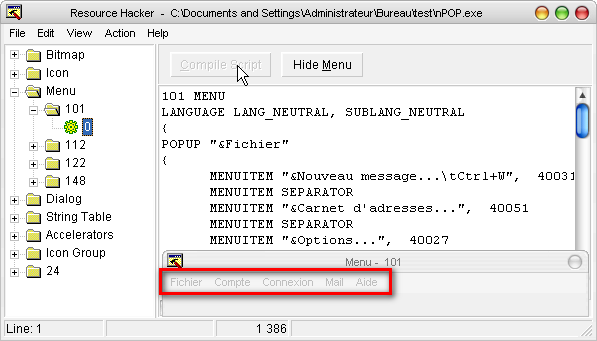 Resource Hacker - C:\Documents and Settings\Administrateur\Bureau\test\nPOP.exe
File Edit View Action Help
Bitmap
Icon
Menu
101
0
112
122
148
Dialog
String Table
Accelerators
Icon Group
24
Compile Script Hide Menu
101 MENU
LANGUAGE LANG_NEUTRAL, SUBLANG_NEUTRAL
{
POPUP "&Fichier"
{
MENUITEM "&Nouveau message...\tCtrl+W", 40031
MENUITEM SEPARATOR
MENUITEM "&Carnet d'adresses...", 40051
MENUITEM SEPARATOR
MENUITEM "&Options...", 40027
Menu - 101
Fichier Compte Connexion Mail Aide
Line: 1 1 386